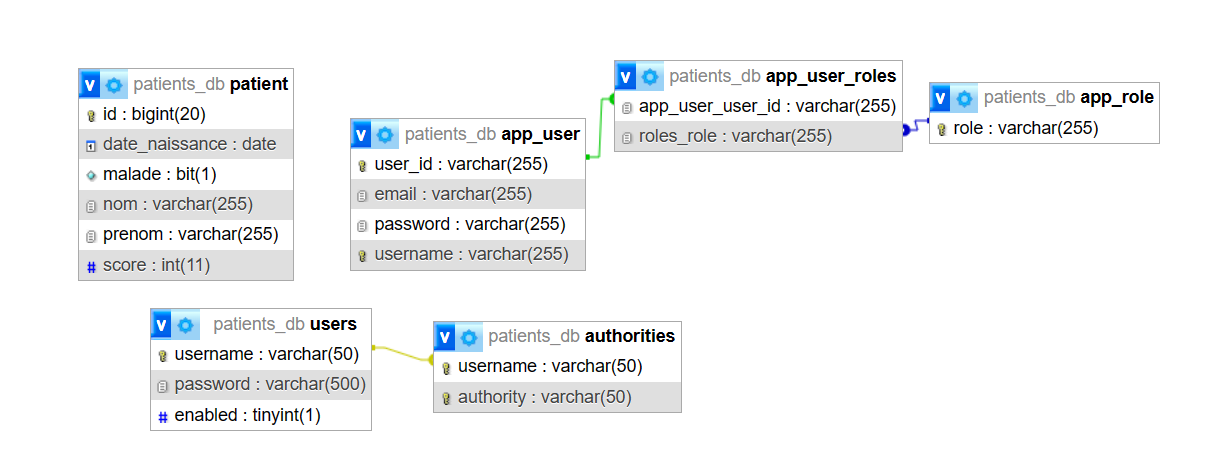 v patients_db patient
id : bigint(20)
date_naissance : date
malade : bit(1)
nom : varchar(255)
prenom : varchar(255)
# score : int(11)
v patients_db app_user
user_id : varchar(255)
email : varchar(255)
password : varchar(255)
username : varchar(255)
v patients_db app_user_roles
app_user_user_id : varchar(255)
roles_role : varchar(255)
v patients_db app_role
role : varchar(255)
v patients_db users
username : varchar(50)
password : varchar(500)
# enabled : tinyint(1)
v patients_db authorities
username : varchar(50)
authority : varchar(50)